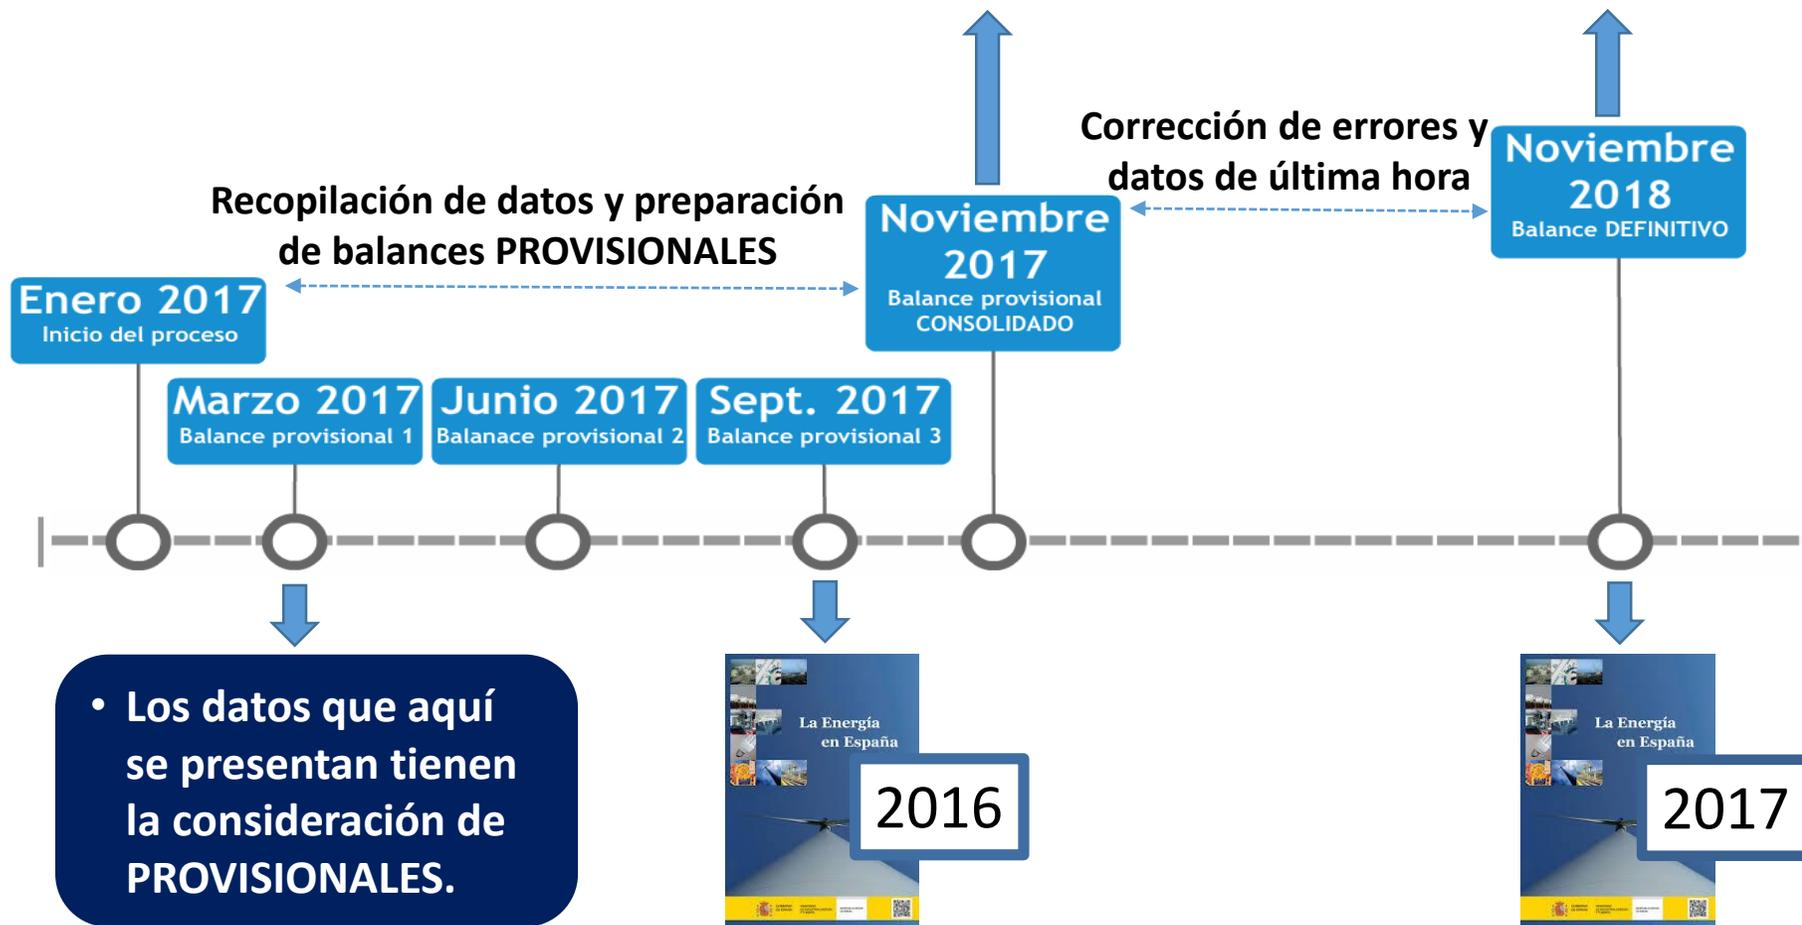 Corrección de errores y
datos de última hora
Noviembre
2018
Balance DEFINITIVO
Recopilación de datos y preparación
de balances PROVISIONALES
Noviembre
2017
Balance provisional
CONSOLIDADO
Enero 2017
Inicio del proceso
Marzo 2017
Balance provisional 1
Junio 2017
Balanace provisional 2
Sept. 2017
Balance provisional 3
• Los datos que aquí
se presentan tienen
la consideración de
PROVISIONALES.
La Energía
en España
2016
La Energía
en España
2017